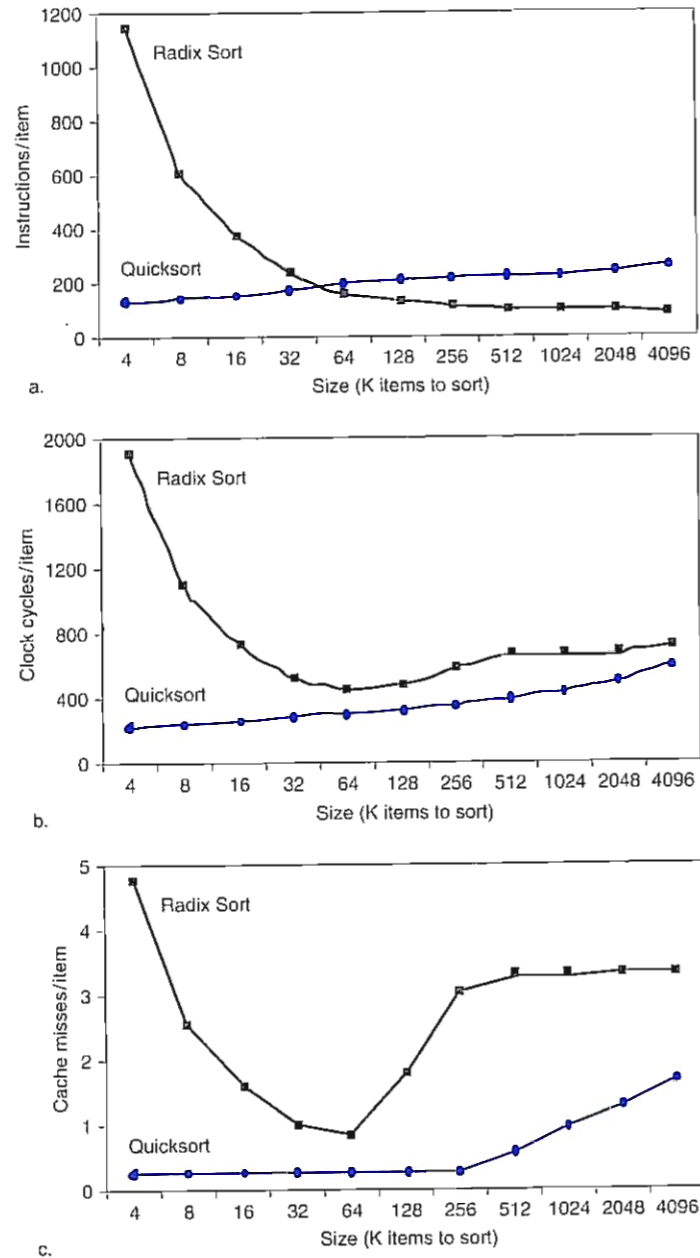 1200
1000
800
600
400
200
0
Instructions/item
Radix Sort
Quicksort
4 8 16 32 64 128 256 512 1024 2048 4096
Size (K items to sort)
a.
2000
1600
1200
800
400
0
Clock cycles/item
Radix Sort
Quicksort
4 8 16 32 64 128 256 512 1024 2048 4096
Size (K items to sort)
b.
5
4
3
2
1
0
Cache misses/item
Radix Sort
Quicksort
4 8 16 32 64 128 256 512 1024 2048 4096
Size (K items to sort)
c.